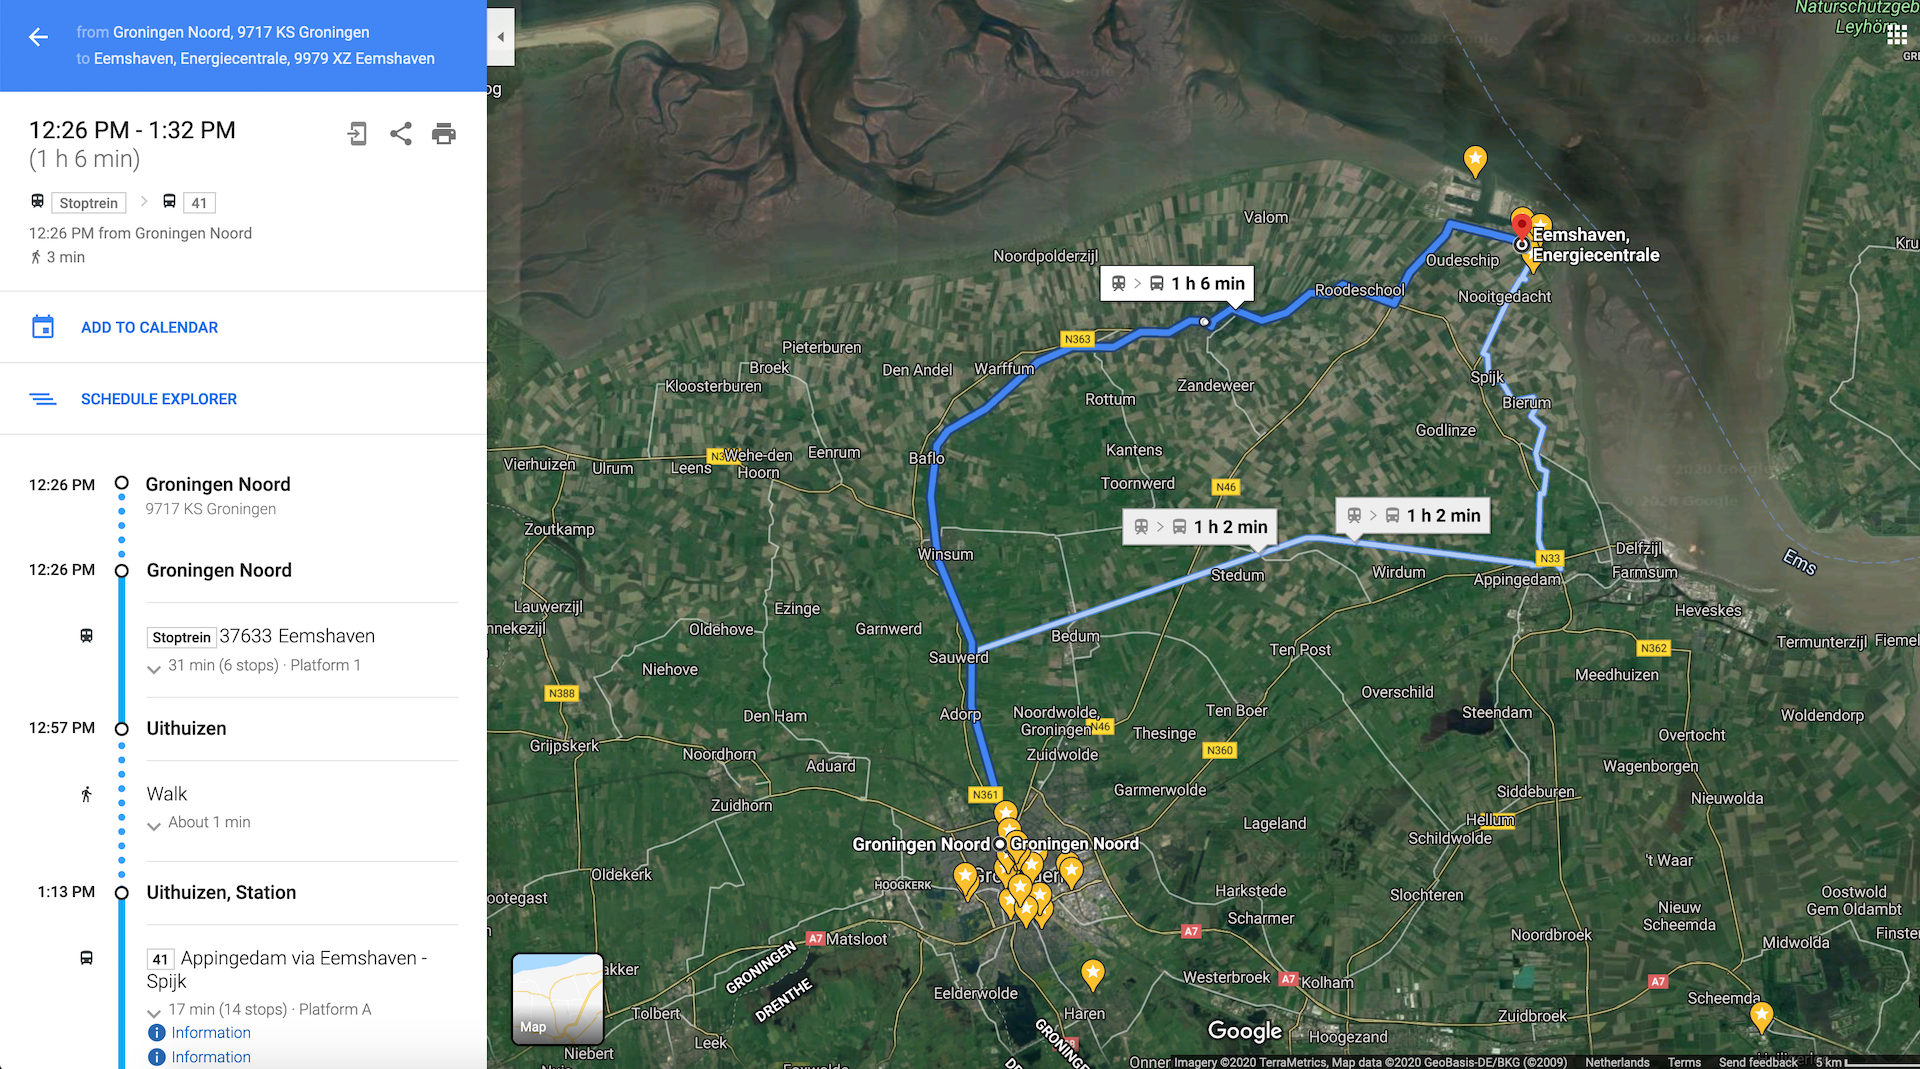 from Groningen Noord, 9717 KS Groningen
to Eemshaven, Energiecentrale, 9979 XZ Eemshaven
12:26 PM - 1:32 PM
(1 h 6 min)
Stoptrein
41
12:26 PM from Groningen Noord
3 min
ADD TO CALENDAR
SCHEDULE EXPLORER
12:26 PM
Groningen Noord
9717 KS Groningen
12:26 PM
Groningen Noord
Stoptrein 37633 Eemshaven
31 min (6 stops) · Platform 1
12:57 PM
Uithuizen
Walk
About 1 min
1:13 PM
Uithuizen, Station
41 Appingedam via Eemshaven -
Spijk
17 min (14 stops) · Platform A
Information
Information
Naturschutzgeb
Leyhör
GRE
og
Valom
Noordpolderzijl
1 h 6 min
Eemshaven,
Energiecentrale
Oudeschip
Kru
Roodeschool
Nooitgedacht
N363
Pieterburen
Broek
Kloosterburen
Den Andel
Warffum
Zandeweer
Rottum
Spijk
Bierum
Godlinze
Vierhuizen
Ulrum
Leens
Wehe-den
Hoorn
Eenrum
Baflo
Kantens
Toornwerd
N46
Zoutkamp
Winsum
1 h 2 min
1 h 2 min
Stedum
Wirdum
N33
Appingedam
Delfzijl
Farmsum
Ems
Heveskes
Lauwerzijl
nnekezijl
Ezinge
Oldehove
Garnwerd
Sauwerd
Bedum
Ten Post
N362
Termunterzijl
Fiemel
Niehove
Meedhuizen
N388
Overschild
Den Ham
Adorp
Noordwolde,
Groningen
N46
Ten Boer
Steendam
Woldendorp
Thesinge
Grijpskerk
Noordhorn
Aduard
Zuidwolde
N360
Overtocht
Wagenborgen
Zuidhorn
N361
Garmerwolde
Siddeburen
Nieuwolda
Lageland
Hellum
Schildwolde
Groningen Noord
Groningen Noord
't Waar
Oldekerk
HOOGKERK
ootegast
Harkstede
Slochteren
Oostwold
Gem Oldambt
Scharmer
Nieuw
Scheemda
A7
Matsloot
A7
Noordbroek
Midwolda
Finster
GRONINGEN
DRENTHE
akker
Eelderwolde
Westerbroek
A7
Kolham
A7
Scheemda
Map
Tolbert
Haren
Google
Zuidbroek
Leek
Hoogezand
Niebert
Onner
Imagery ©2020 TerraMetrics, Map data ©2020 GeoBasis-DE/BKG (©2009)
Netherlands
Terms
Send feedback
5 km